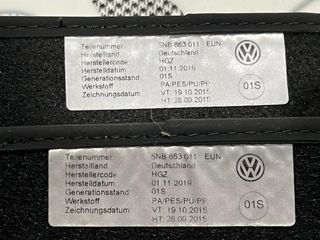 Teilenummer 5NB 863 011 EUN
Herstellland Deutschland
Herstellercode HGZ
Herstelldatum 01.11.2019
Generationsstand 01S
Werkstoff PA/PES/PU/PP
Zeichnungsdatum VT: 19.10.2015
HT: 28.09.2015
01S
Teilenummer 5NB 863 011 EUN
Herstellland Deutschland
Herstellercode HGZ
Herstelldatum 01.11.2019
Generationsstand 01S
Werkstoff PA/PES/PU/PP
Zeichnungsdatum VT: 19.10.2015
HT: 28.09.2015
01S